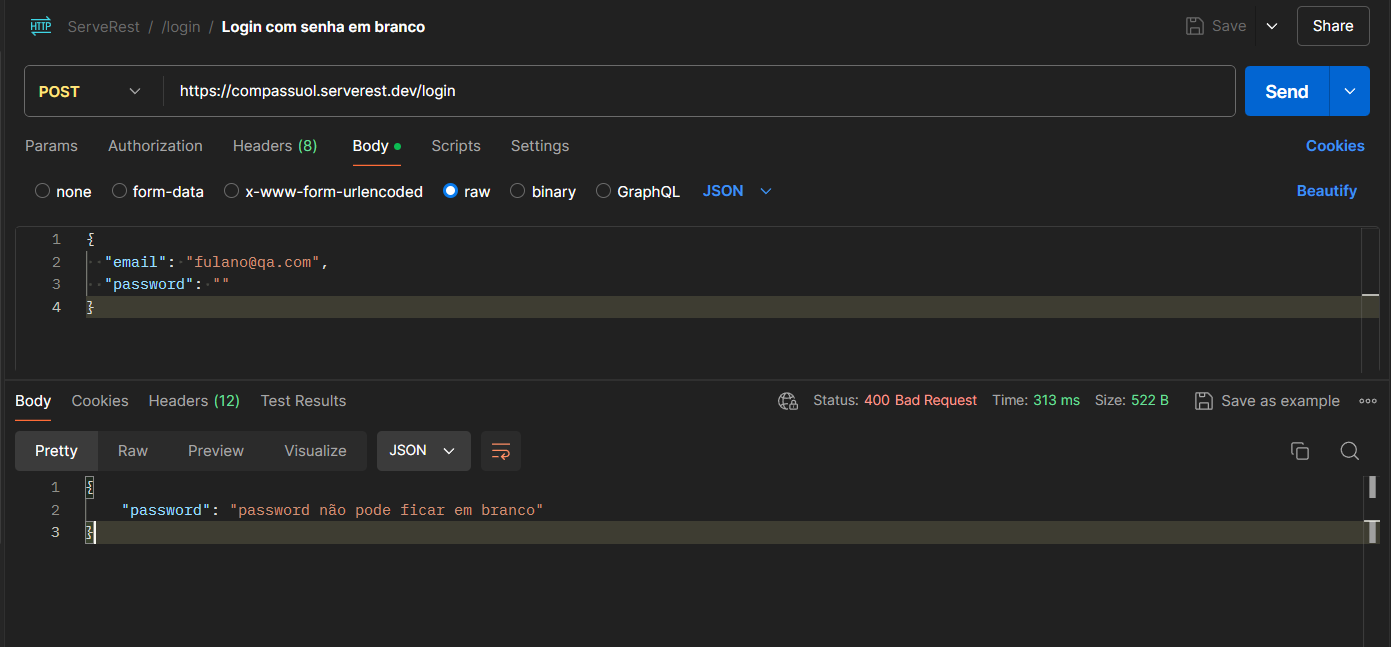 HTTP ServeRest / /login / Login com senha em branco Save Share
POST https://compassuol.serverest.dev/login Send
Params Authorization Headers (8) Body Scripts Settings Cookies
none form-data x-www-form-urlencoded raw binary GraphQL JSON Beautify
1 {
2 "email": "fulano@qa.com",
3 "password": ""
4 }
Body Cookies Headers (12) Test Results Status: 400 Bad Request Time: 313 ms Size: 522 B Save as example
Pretty Raw Preview Visualize JSON
1 {
2 "password": "password não pode ficar em branco"
3 }